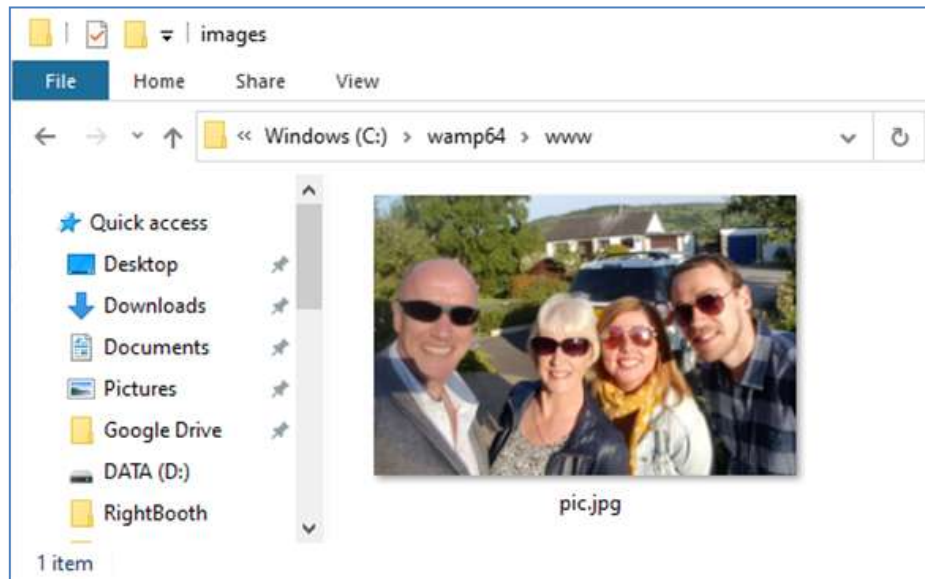 images
File Home Share View
« Windows (C:) > wamp64 > www
Quick access
Desktop
Downloads
Documents
Pictures
Google Drive
DATA (D:)
RightBooth
pic.jpg
1 item